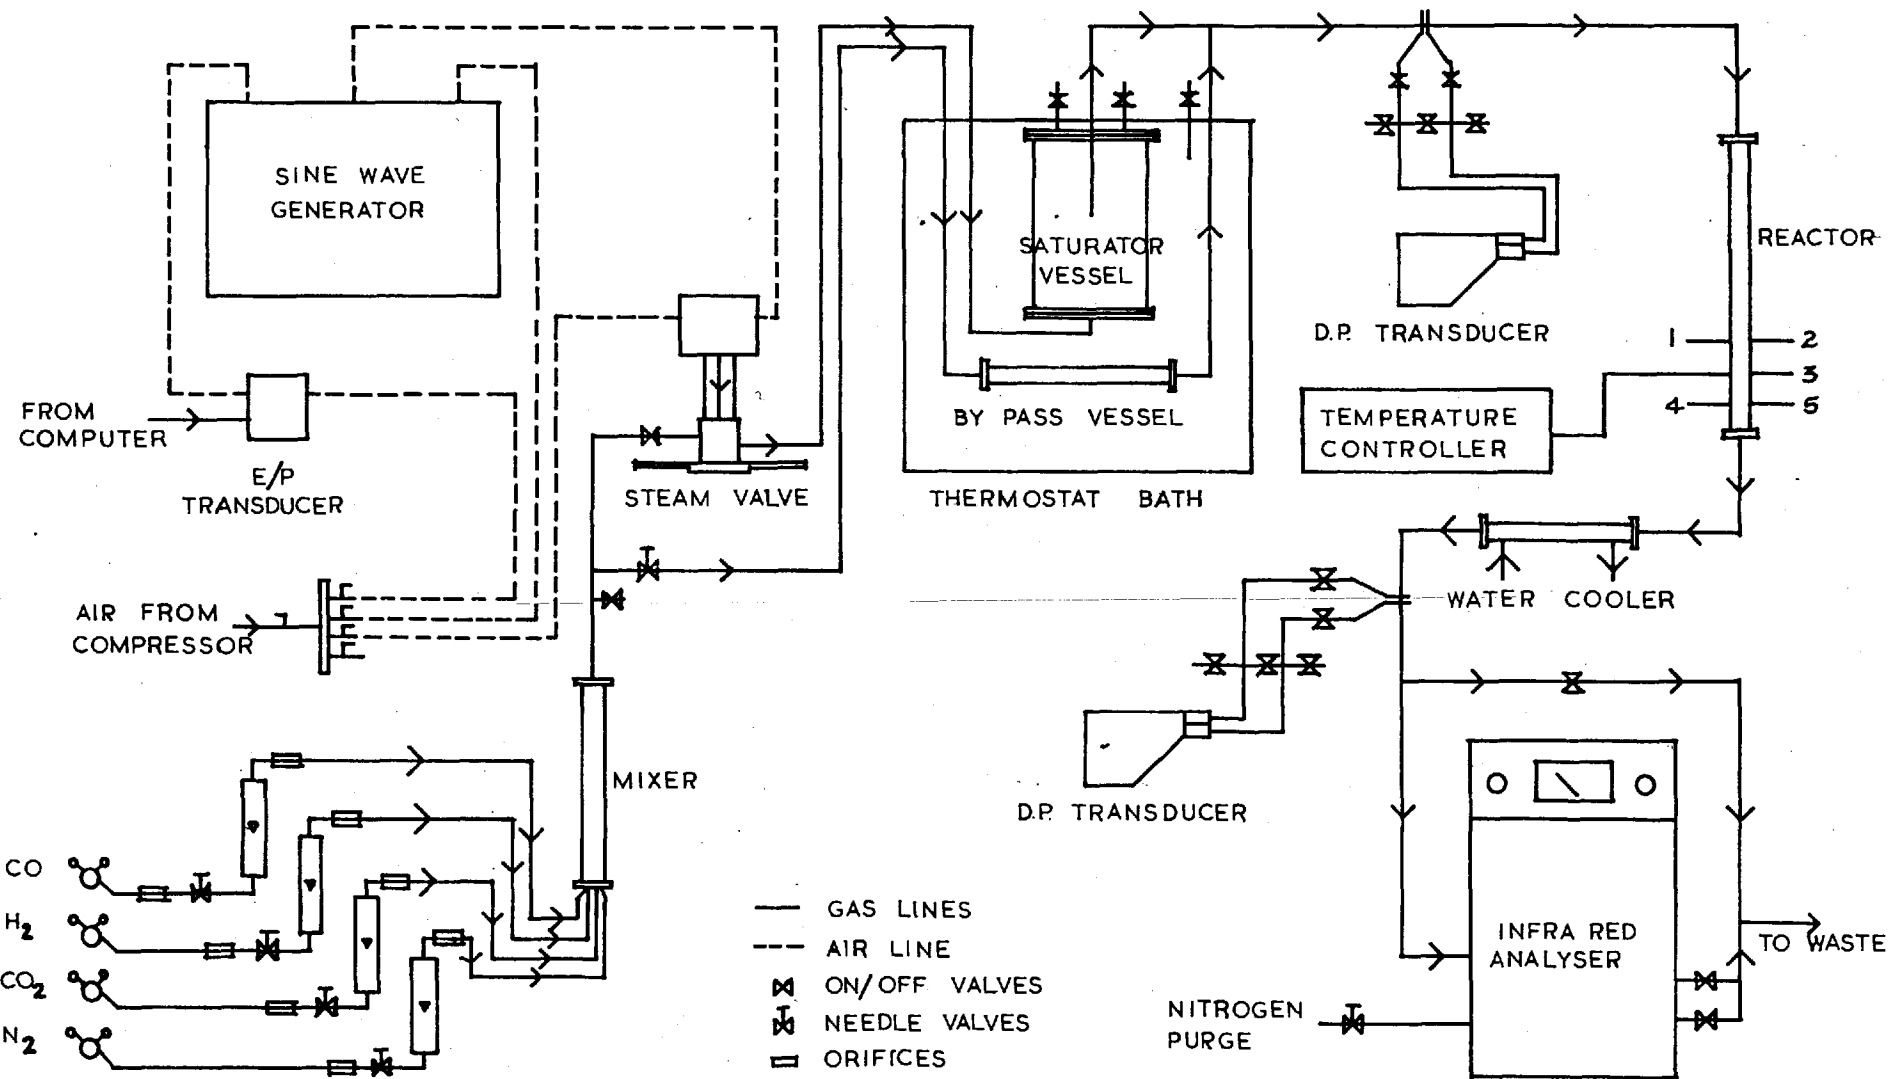 SINE WAVE
GENERATOR
FROM
COMPUTER
E/P
TRANSDUCER
AIR FROM
COMPRESSOR
STEAM VALVE
SATURATOR
VESSEL
BY PASS VESSEL
THERMOSTAT BATH
D.P. TRANSDUCER
REACTOR
1
2
3
4
5
TEMPERATURE
CONTROLLER
WATER COOLER
D.P. TRANSDUCER
MIXER
CO
H2
CO2
N2
GAS LINES
AIR LINE
ON/OFF VALVES
NEEDLE VALVES
ORIFICES
INFRA RED
ANALYSER
TO WASTE
NITROGEN
PURGE